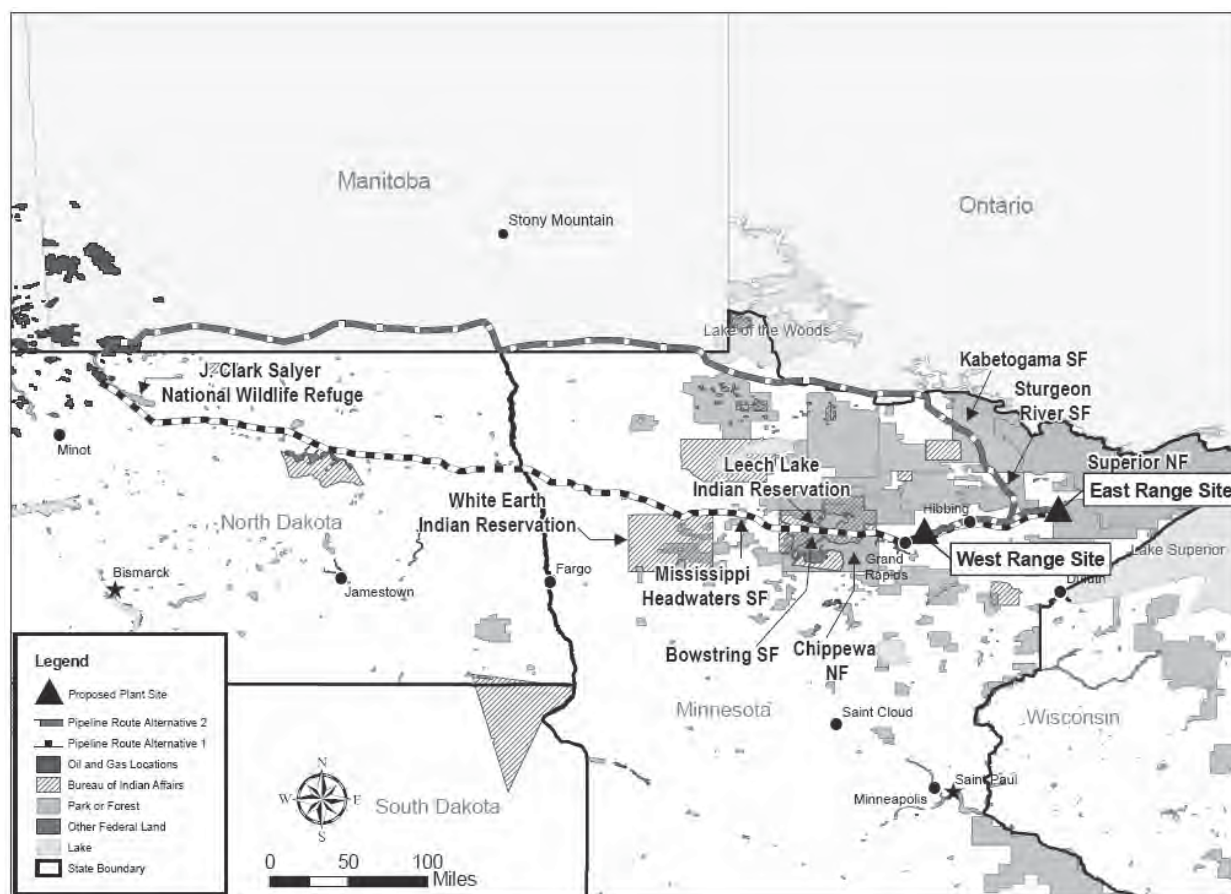 Manitoba
Stony Mountain
Ontario
Lake of the Woods
Kabetogama SF
Sturgeon
River SF
J. Clark Salyer
National Wildlife Refuge
Minot
Leech Lake
Indian Reservation
Superior NF
East Range Site
White Earth
Indian Reservation
North Dakota
Hibbing
West Range Site
Lake Superior
Grand
Rapids
Bismarck
Jamestown
Fargo
Mississippi
Headwaters SF
Duluth
Bowstring SF
Chippewa
NF
Minnesota
Wisconsin
Saint Cloud
Saint Paul
Minneapolis
South Dakota
N
W
E
S
0 50 100
Miles
Legend
Proposed Plant Site
Pipeline Route Alternative 2
Pipeline Route Alternative 1
Oil and Gas Locations
Bureau of Indian Affairs
Park or Forest
Other Federal Land
Lake
State Boundary